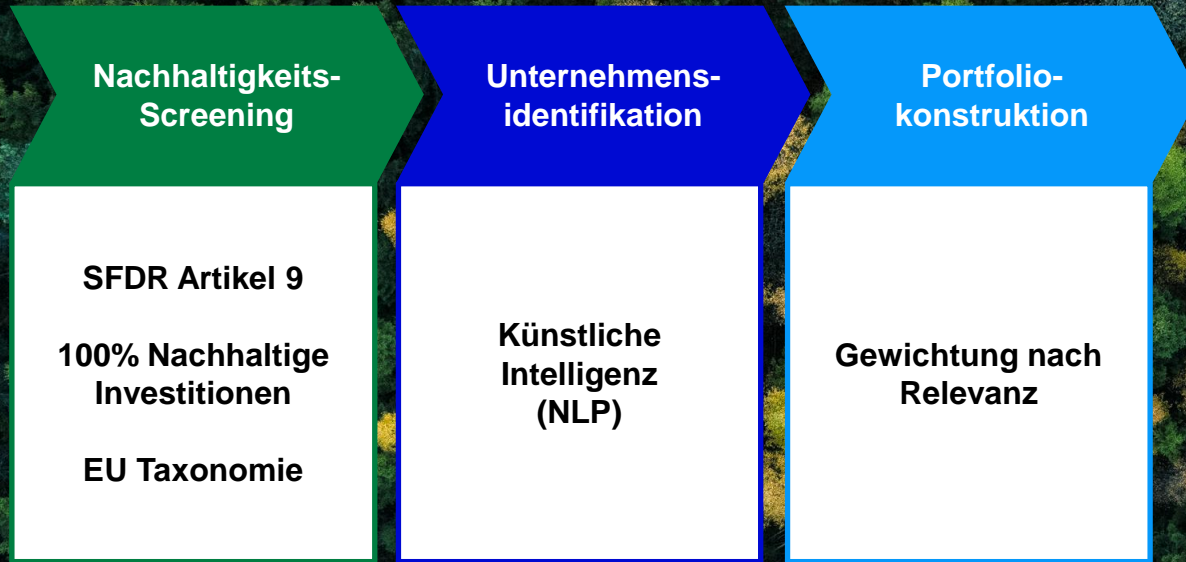 Nachhaltigkeits-
Screening
Unternehmens-
identifikation
Portfolio-
konstruktion
SFDR Artikel 9
100% Nachhaltige
Investitionen
EU Taxonomie
Künstliche
Intelligenz
(NLP)
Gewichtung nach
Relevanz